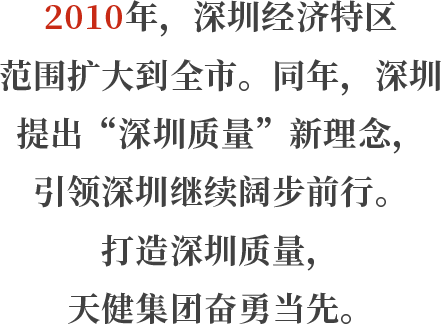 2010年，深圳经济特区
范围扩大到全市。同年，深圳
提出“深圳质量”新理念，
引领深圳继续阔步前行。
打造深圳质量，
天健集团奋勇当先。